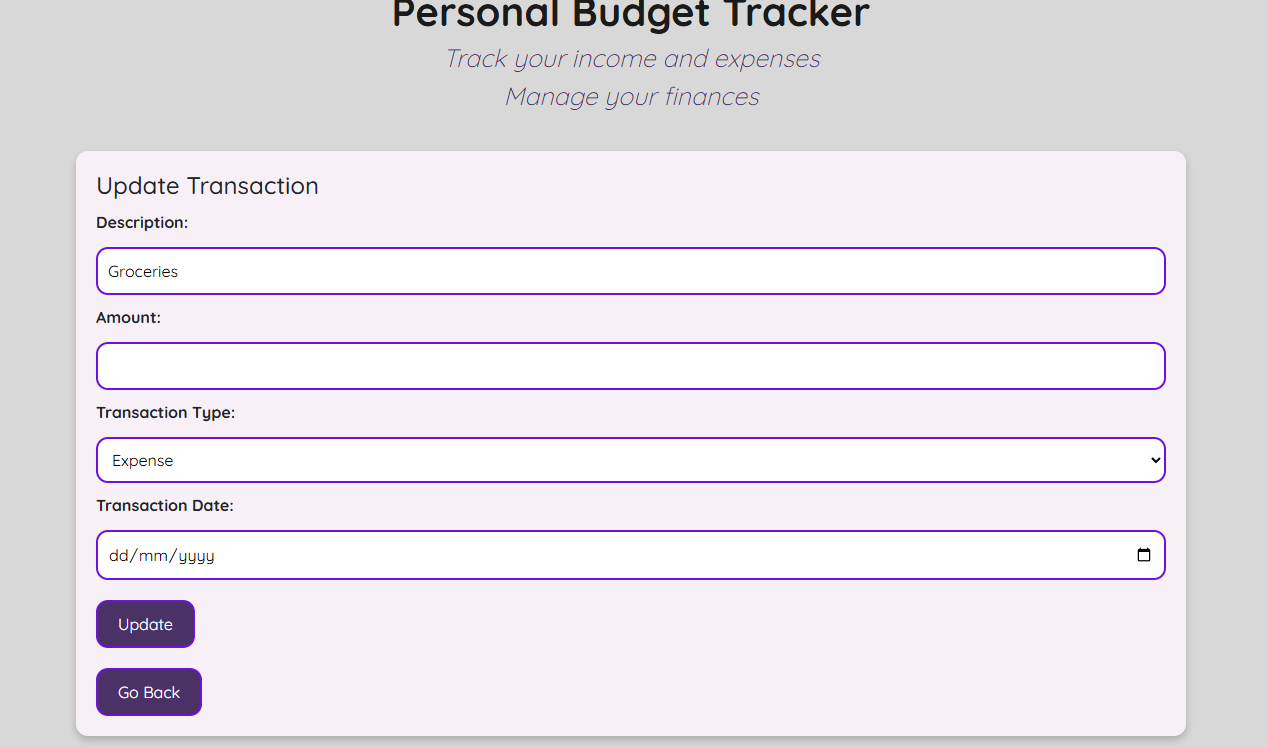 Personal Budget Tracker
Track your income and expenses
Manage your finances
Update Transaction
Description:
Groceries
Amount:
Transaction Type:
Expense
Transaction Date:
dd/mm/yyyy
Update
Go Back